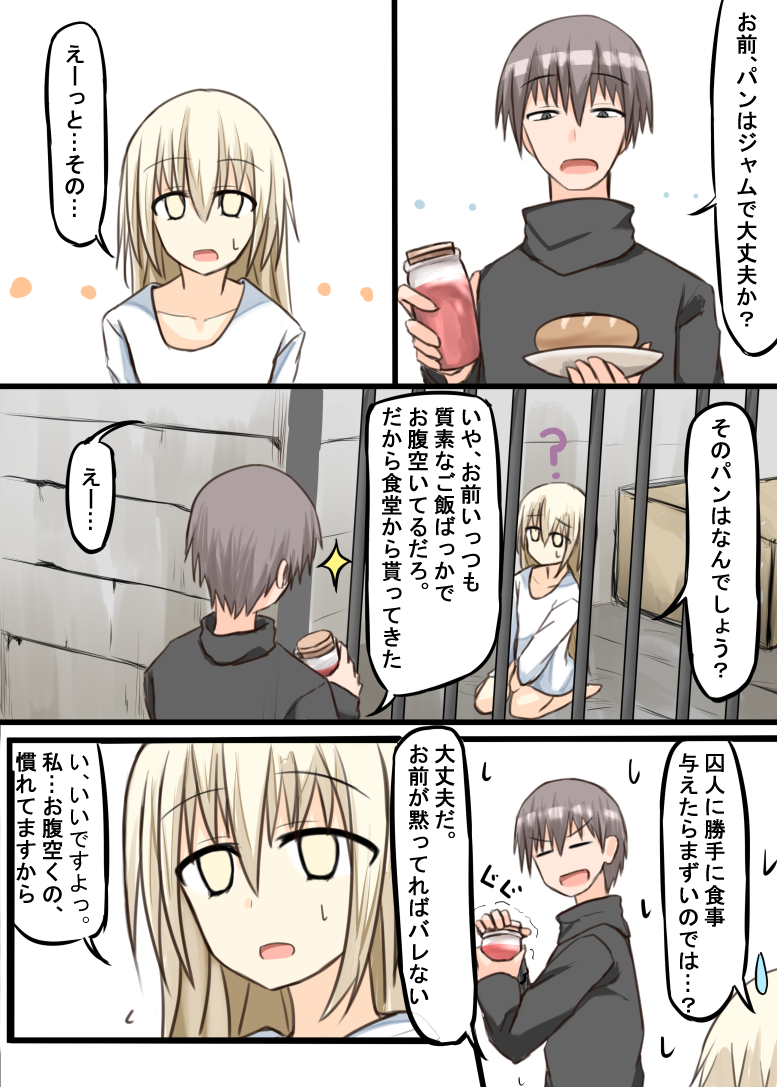 お前、パンはジャムで大丈夫か?
えーっと…その…
そのパンはなんでしょう?
いや、お前いっつも
質素なご飯ばっかで
お腹空いてるだろ。
だから食堂から貰ってきた
えー…
?
囚人に勝手に食事
与えたらまずいのでは…?
ぐぐ
大丈夫だ。
お前が黙ってればバレない
い、いいですよっ。
私…お腹空くの、
慣れてますから